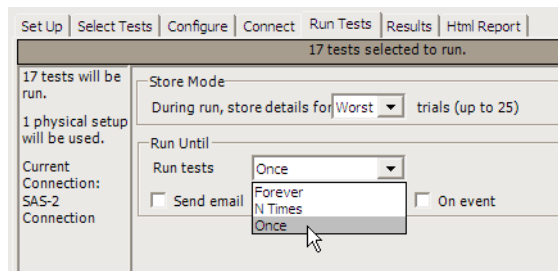 Set Up Select Tests Configure Connect Run Tests Results Html Report
17 tests selected to run.
17 tests will be
run.
1 physical setup
will be used.
Current
Connection:
SAS-2
Connection
Store Mode
During run, store details for Worst trials (up to 25)
Run Until
Run tests Once
Forever
N Times
Once
Send email
On event